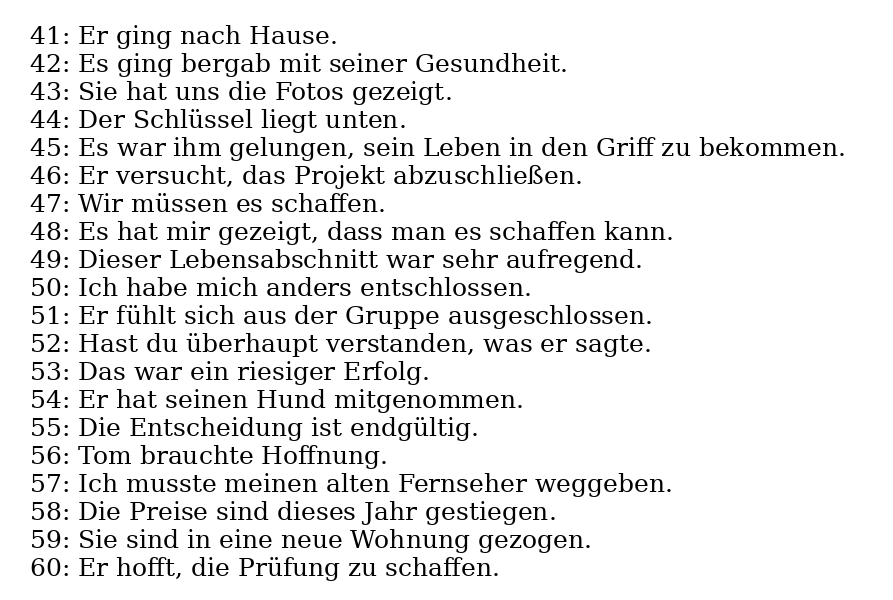 41: Er ging nach Hause.
42: Es ging bergab mit seiner Gesundheit.
43: Sie hat uns die Fotos gezeigt.
44: Der Schlüssel liegt unten.
45: Es war ihm gelungen, sein Leben in den Griff zu bekommen.
46: Er versucht, das Projekt abzuschließen.
47: Wir müssen es schaffen.
48: Es hat mir gezeigt, dass man es schaffen kann.
49: Dieser Lebensabschnitt war sehr aufregend.
50: Ich habe mich anders entschlossen.
51: Er fühlt sich aus der Gruppe ausgeschlossen.
52: Hast du überhaupt verstanden, was er sagte.
53: Das war ein riesiger Erfolg.
54: Er hat seinen Hund mitgenommen.
55: Die Entscheidung ist endgültig.
56: Tom brauchte Hoffnung.
57: Ich musste meinen alten Fernseher weggeben.
58: Die Preise sind dieses Jahr gestiegen.
59: Sie sind in eine neue Wohnung gezogen.
60: Er hofft, die Prüfung zu schaffen.